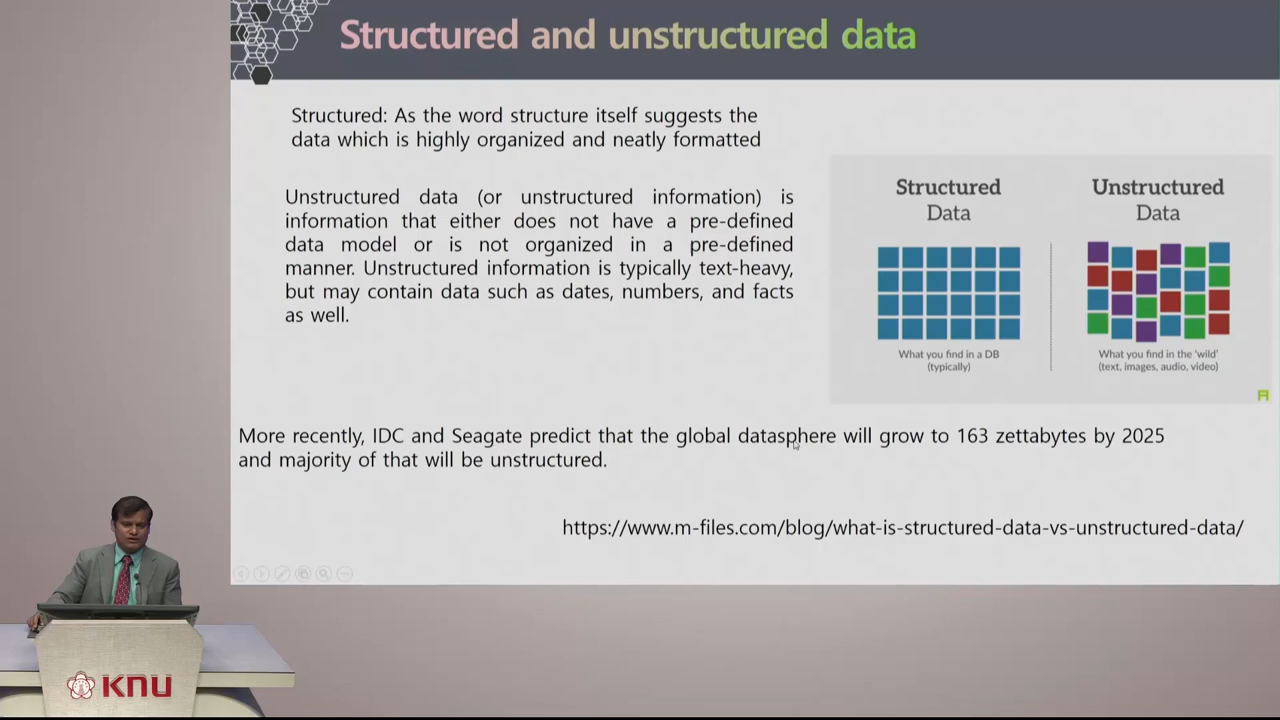 Structured and unstructured data
Structured: As the word structure itself suggests the
data which is highly organized and neatly formatted
Unstructured data (or unstructured information) is
information that either does not have a pre-defined
data model or is not organized in a pre-defined
manner. Unstructured information is typically text-heavy,
but may contain data such as dates, numbers, and facts
as well.
Structured
Data
What you find in a DB
(typically)
Unstructured
Data
What you find in the 'wild'
(text, images, audio, video)
More recently, IDC and Seagate predict that the global datasphere will grow to 163 zettabytes by 2025
and majority of that will be unstructured.
https://www.m-files.com/blog/what-is-structured-data-vs-unstructured-data/
KNU